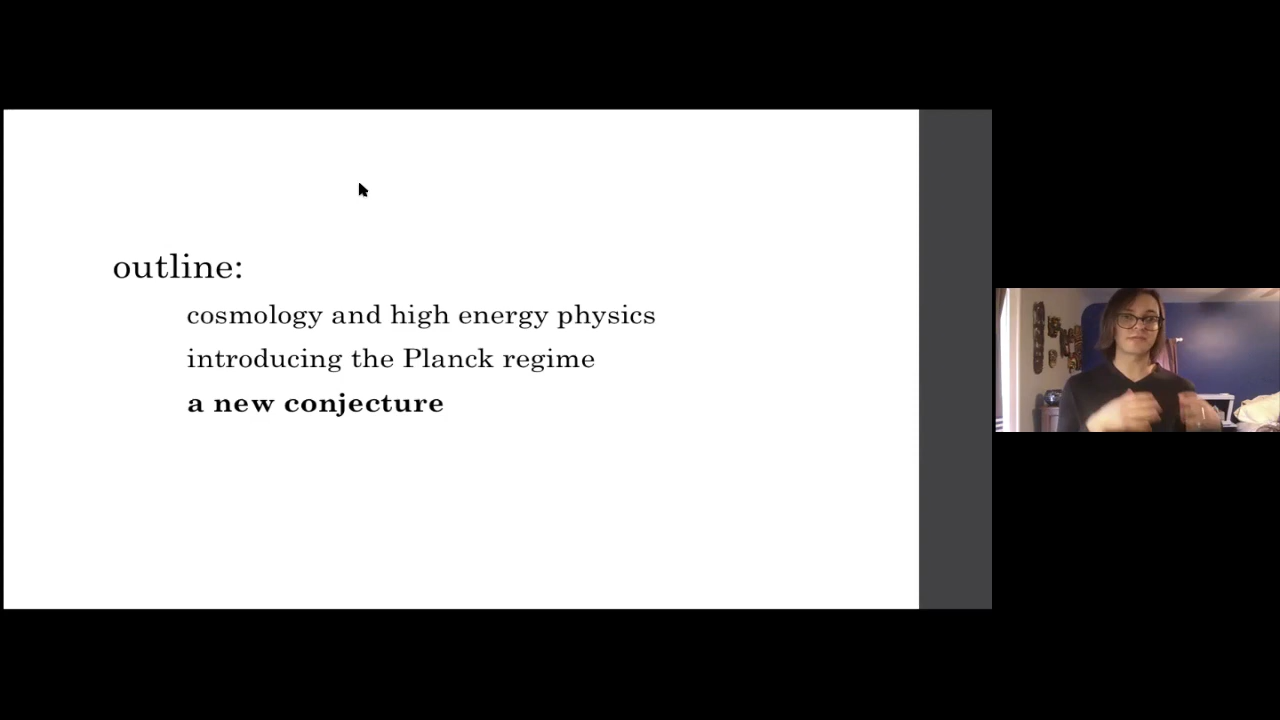 outline:
cosmology and high energy physics
introducing the Planck regime
a new conjecture